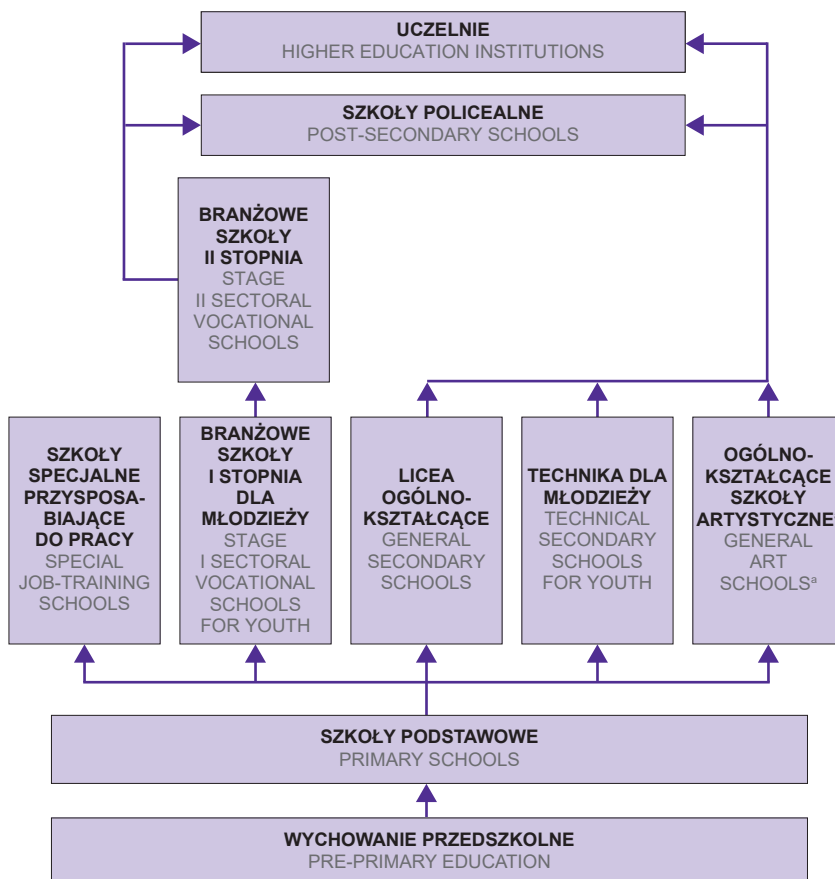 UCZELNIE
HIGHER EDUCATION INSTITUTIONS
SZKOŁY POLICEALNE
POST-SECONDARY SCHOOLS
BRANŻOWE
SZKOŁY
II STOPNIA
STAGE
II SECTORAL
VOCATIONAL
SCHOOLS
SZKOŁY
SPECJALNE
PRZYSPOSA-
BIAJĄCE
DO PRACY
SPECIAL
JOB-TRAINING
SCHOOLS
BRANŻOWE
SZKOŁY
I STOPNIA
DLA
MŁODZIEŻY
STAGE
I SECTORAL
VOCATIONAL
SCHOOLS
FOR YOUTH
LICEA
OGÓLNO-
KSZTAŁCĄCE
GENERAL
SECONDARY
SCHOOLS
TECHNIKA DLA
MŁODZIEŻY
TECHNICAL
SECONDARY
SCHOOLS
FOR YOUTH
OGÓLNO-
KSZTAŁCĄCE
SZKOŁY
ARTYSTYCZNEª
GENERAL
ART
SCHOOLSª
SZKOŁY PODSTAWOWE
PRIMARY SCHOOLS
WYCHOWANIE PRZEDSZKOLNE
PRE-PRIMARY EDUCATION